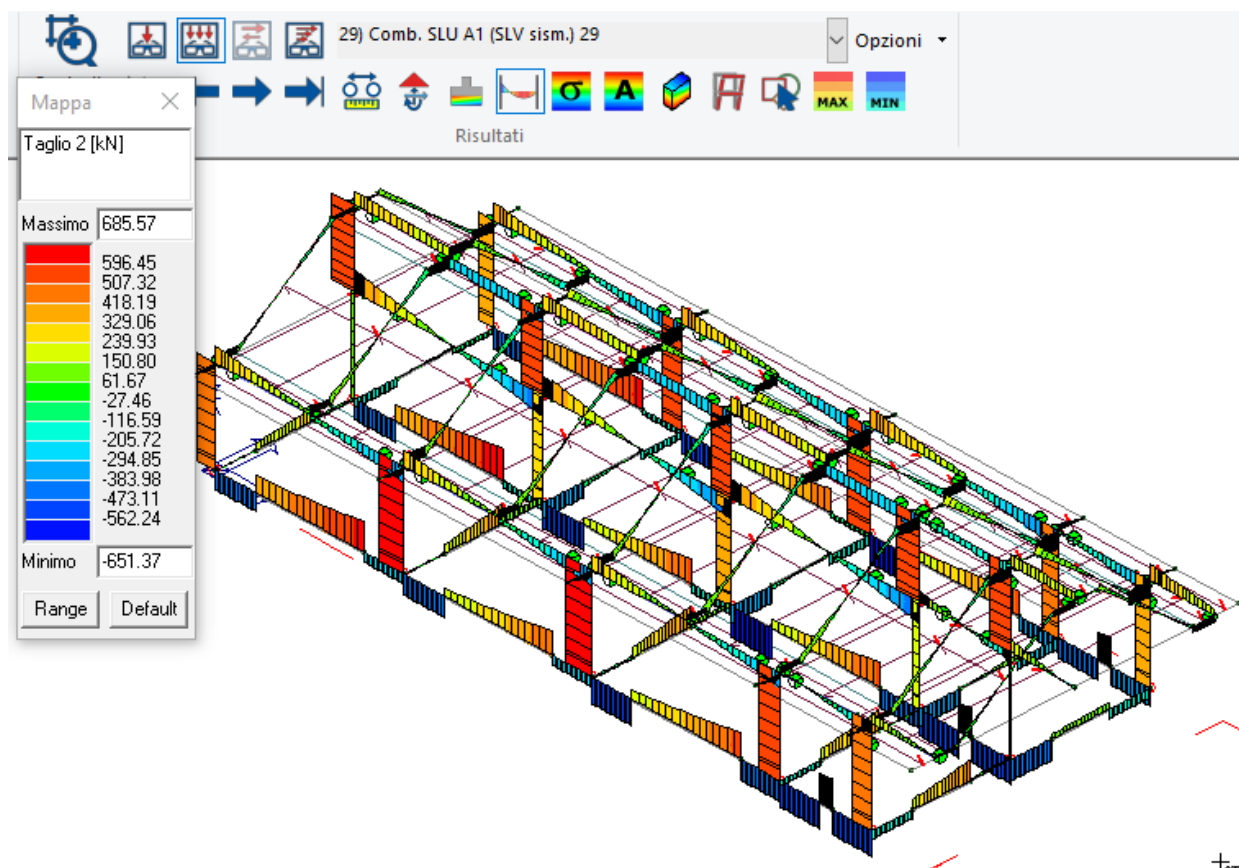 29) Comb. SLU A1 (SLV sism.) 29
Opzioni
Mappa
MAX
MIN
σ
A
Risultati
Taglio 2 [kN]
Massimo 685.57
596.45
507.32
418.19
329.06
239.93
150.80
61.67
-27.46
-116.59
-205.72
-294.85
-383.98
-473.11
-562.24
Minimo -651.37
Range Default